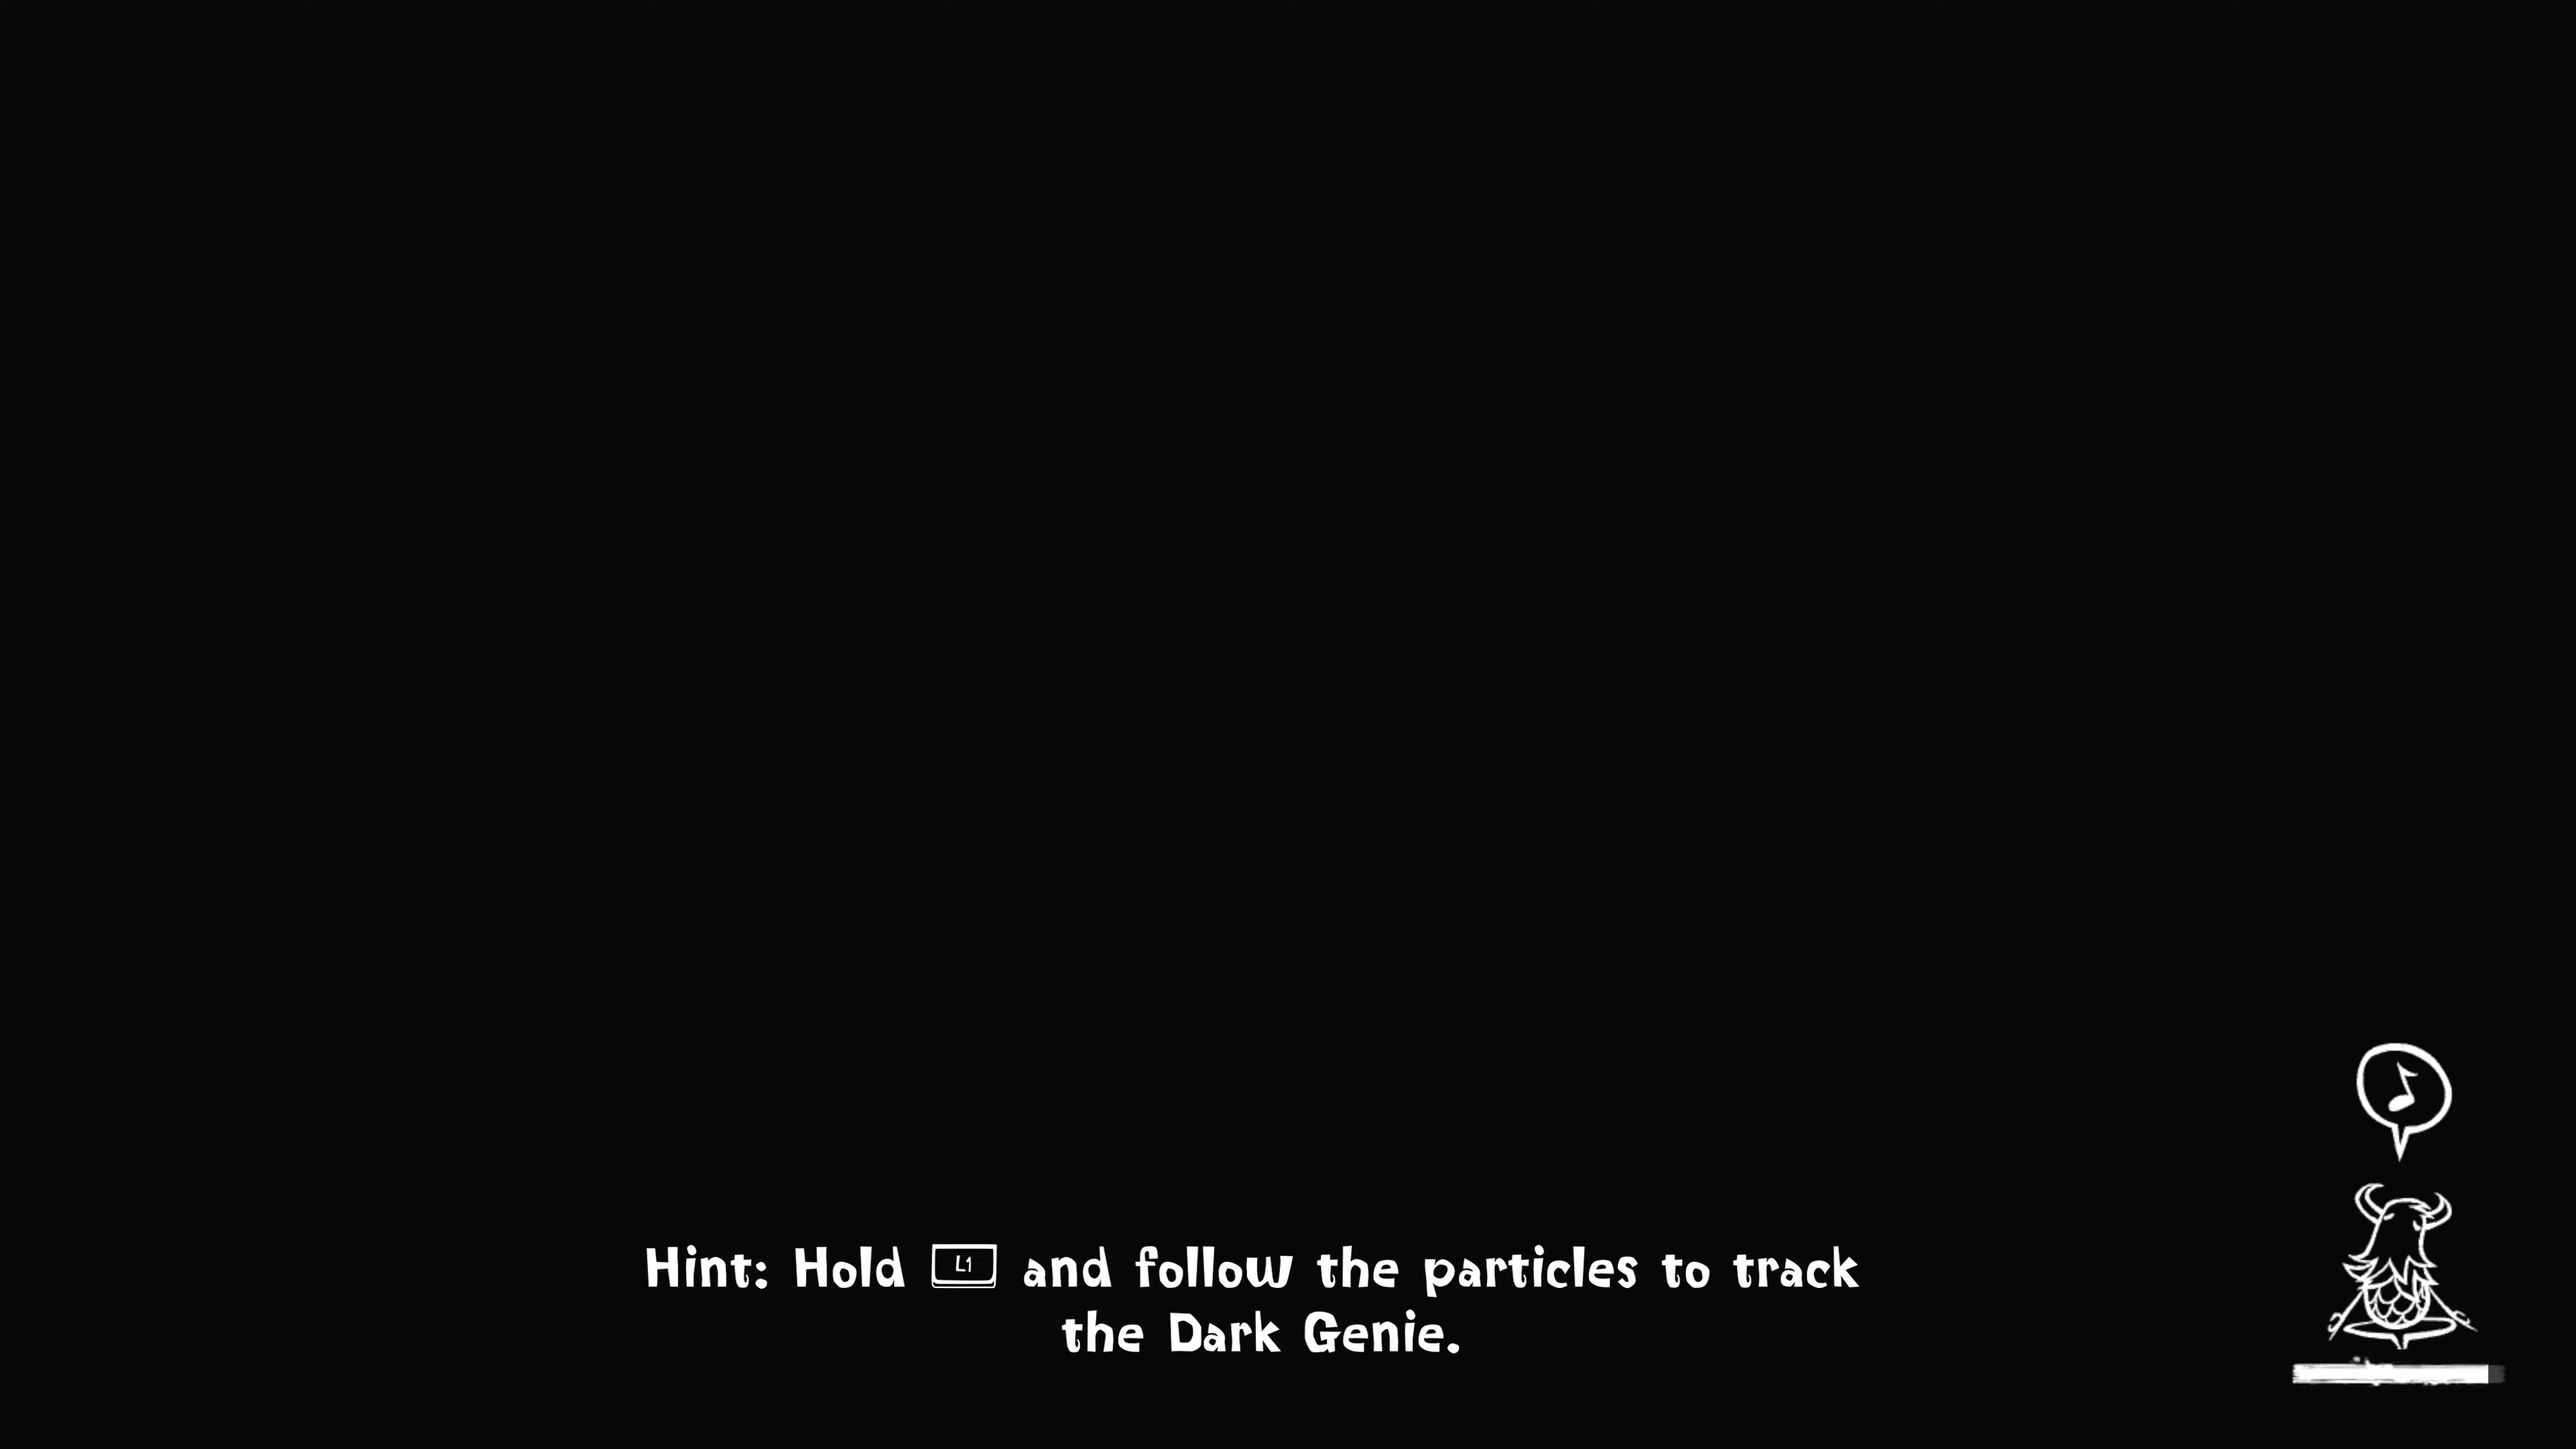 Hint: Hold L1 and follow the particles to track
the Dark Genie.